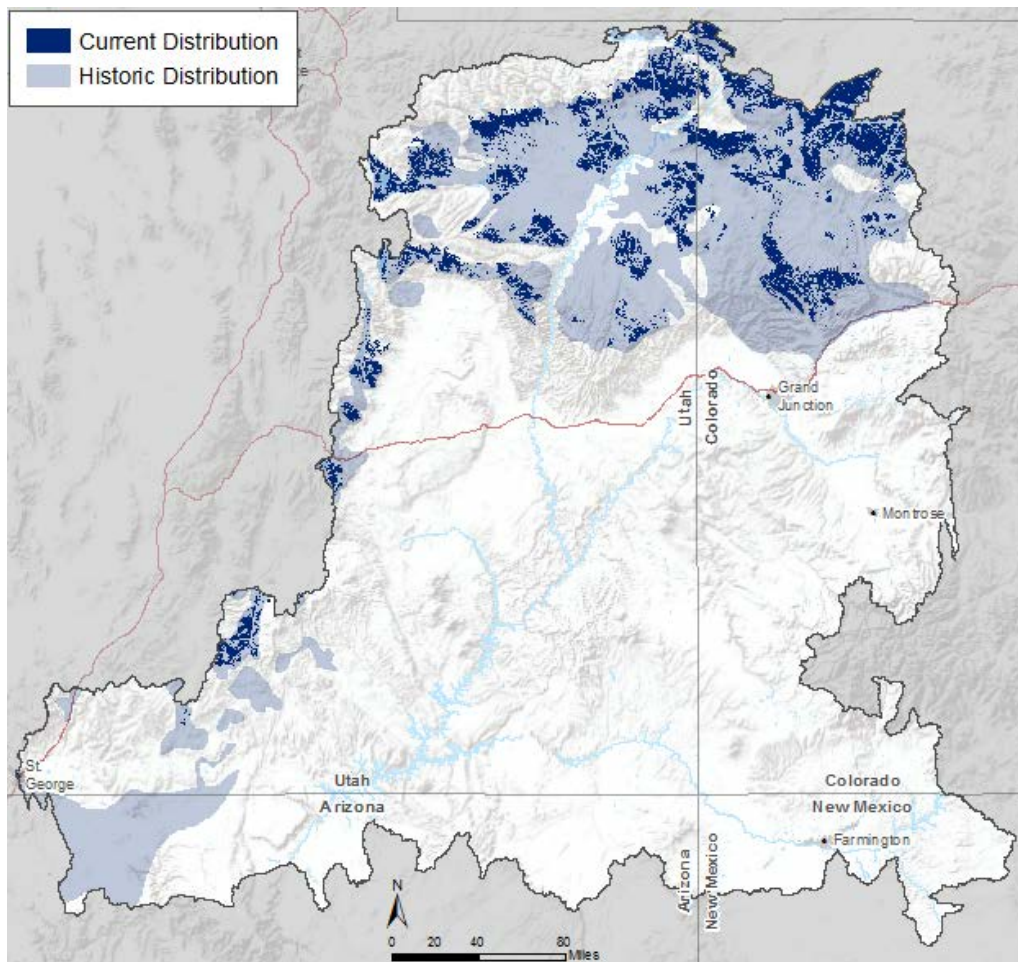 Current Distribution
Historic Distribution
Utah
Colorado
Grand
Junction
Montrose
St.
George
Utah
Arizona
Colorado
New Mexico
Farmington
Arizona
New Mexico
N
0 20 40 80
Miles